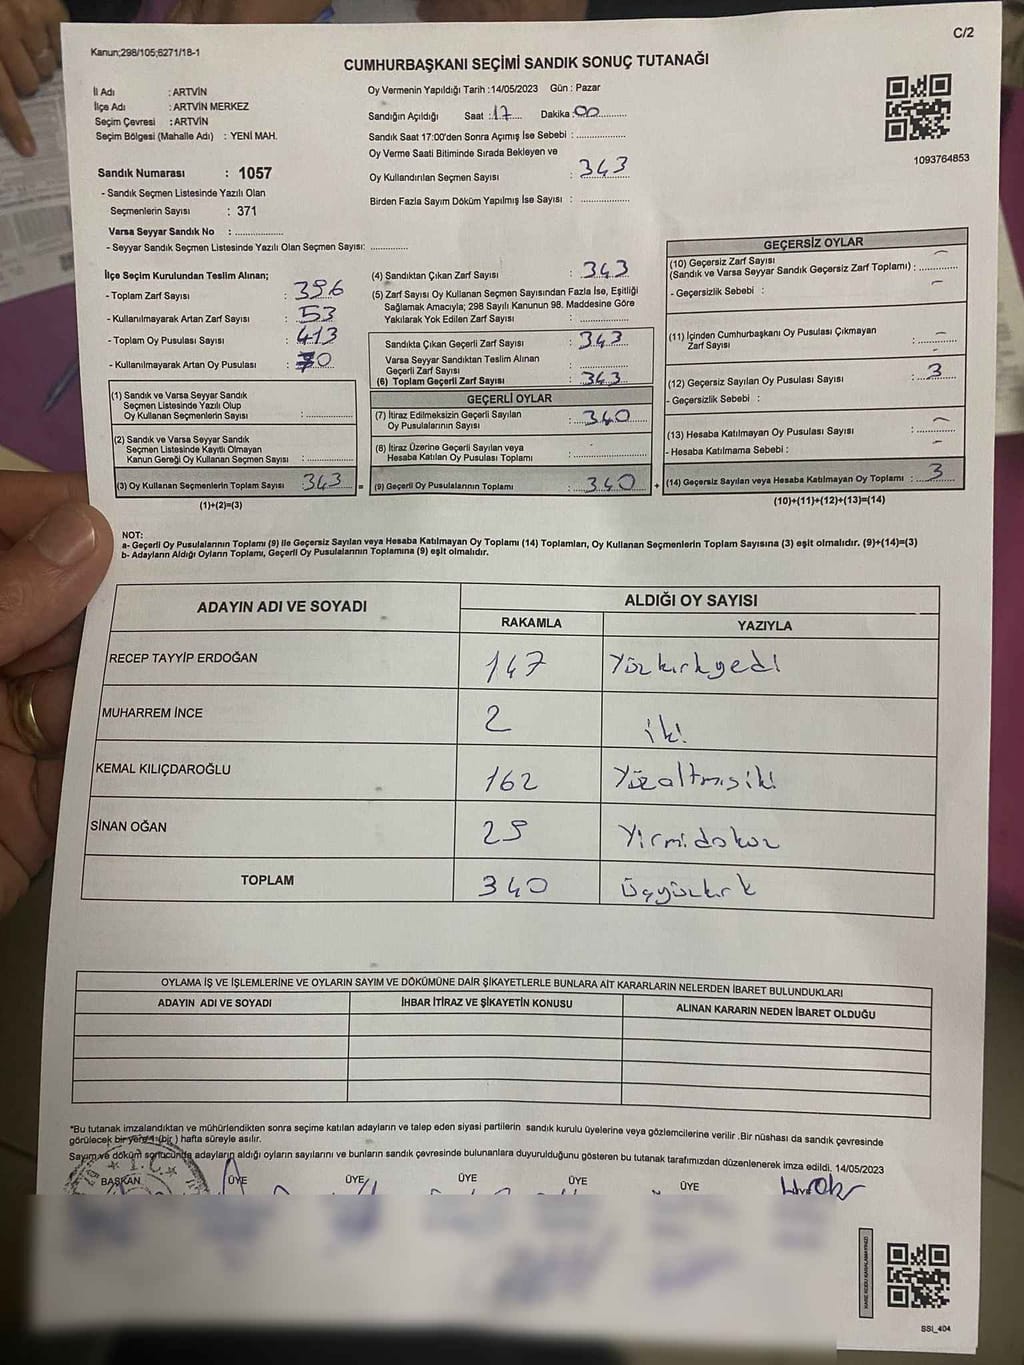 C/2
Kanun;298/105;6271/18-1
CUMHURBAŞKANI SEÇİMİ SANDIK SONUÇ TUTANAĞI
İl Adı : ARTVİN
İlçe Adı : ARTVİN MERKEZ
Seçim Çevresi : ARTVİN
Seçim Bölgesi (Mahalle Adı) : YENİ MAH.
Sandık Numarası : 1057
- Sandık Seçmen Listesinde Yazılı Olan
Seçmenlerin Sayısı : 371
Varsa Seyyar Sandık No : ..............
- Seyyar Sandık Seçmen Listesinde Yazılı Olan Seçmen Sayısı: ...........
Oy Vermenin Yapıldığı Tarih :14/05/2023 Gün : Pazar
Sandığın Açıldığı Saat : 17 Dakika : 00
Sandık Saat 17:00'den Sonra Açımış İse Sebebi : ..............
Oy Verme Saati Bitiminde Sırada Bekleyen ve
Oy Kullandırılan Seçmen Sayısı : 343
Birden Fazla Sayım Döküm Yapılmış İse Sayısı : ..............
1093764853
İlçe Seçim Kurulundan Teslim Alınan;
- Toplam Zarf Sayısı : 396
- Kullanılmayarak Artan Zarf Sayısı : 53
- Toplam Oy Pusulası Sayısı : 413
- Kullanılmayarak Artan Oy Pusulası : 70
(1) Sandık ve Varsa Seyyar Sandık
Seçmen Listesinde Yazılı Olup
Oy Kullanan Seçmenlerin Sayısı : ..............
(2) Sandık ve Varsa Seyyar Sandık
Seçmen Listesinde Kayıtlı Olmayan
Kanun Gereği Oy Kullanan Seçmen Sayısı : ..............
(3) Oy Kullanan Seçmenlerin Toplam Sayısı : 343
(1)+(2)=(3)
(4) Sandıktan Çıkan Zarf Sayısı : 343
(5) Zarf Sayısı Oy Kullanan Seçmen Sayısından Fazla İse, Eşitliği
Sağlamak Amacıyla; 298 Sayılı Kanunun 98. Maddesine Göre
Yakılarak Yok Edilen Zarf Sayısı : ..............
Sandıkta Çıkan Geçerli Zarf Sayısı : 343
Varsa Seyyar Sandıktan Teslim Alınan
Geçerli Zarf Sayısı : ..............
(6) Toplam Geçerli Zarf Sayısı : 343
GEÇERLİ OYLAR
(7) İtiraz Edilmeksizin Geçerli Sayılan
Oy Pusulalarının Sayısı : 340
(8) İtiraz Üzerine Geçerli Sayılan veya
Hesaba Katılan Oy Pusulası Toplamı : ..............
= (9) Geçerli Oy Pusulalarının Toplamı : 340 +
GEÇERSİZ OYLAR
(10) Geçersiz Zarf Sayısı
(Sandık ve Varsa Seyyar Sandık Geçersiz Zarf Toplamı) : -
- Geçersizlik Sebebi : -
(11) İçinden Cumhurbaşkanı Oy Pusulası Çıkmayan
Zarf Sayısı : -
(12) Geçersiz Sayılan Oy Pusulası Sayısı : 3
- Geçersizlik Sebebi :
(13) Hesaba Katılmayan Oy Pusulası Sayısı : -
- Hesaba Katılmama Sebebi : -
(14) Geçersiz Sayılan veya Hesaba Katılmayan Oy Toplamı : 3
(10)+(11)+(12)+(13)=(14)
NOT:
a- Geçerli Oy Pusulalarının Toplamı (9) ile Geçersiz Sayılan veya Hesaba Katılmayan Oy Toplamı (14) Toplamları, Oy Kullanan Seçmenlerin Toplam Sayısına (3) eşit olmalıdır. (9)+(14)=(3)
b- Adayların Aldığı Oyların Toplamı, Geçerli Oy Pusulalarının Toplamına (9) eşit olmalıdır.
ADAYIN ADI VE SOYADI ALDIĞI OY SAYISI
RAKAMLA YAZIYLA
RECEP TAYYİP ERDOĞAN 147 Yüzkırkyedi
MUHARREM İNCE 2 iki
KEMAL KILIÇDAROĞLU 162 Yüzaltmışiki
SİNAN OĞAN 29 Yirmidokuz
TOPLAM 340 Üçyüzkırk
OYLAMA İŞ VE İŞLEMLERİNE VE OYLARIN SAYIM VE DÖKÜMÜNE DAİR ŞİKAYETLERLE BUNLARA AİT KARARLARIN NELERDEN İBARET BULUNDUKLARI
ADAYIN ADI VE SOYADI İHBAR İTİRAZ VE ŞİKAYETİN KONUSU ALINAN KARARIN NEDEN İBARET OLDUĞU
*Bu tutanak imzalandıktan ve mühürlendikten sonra seçime katılan adayların ve talep eden siyasi partilerin sandık kurulu üyelerine veya gözlemcilerine verilir .Bir nüshası da sandık çevresinde
görülecek bir yere 1 (bir ) hafta süreyle asılır.
Sayım ve döküm sonucunda adayların aldığı oyların sayılarını ve bunların sandık çevresinde bulunanlara duyurulduğunu gösteren bu tutanak tarafımızdan düzenlenerek imza edildi. 14/05/2023
BAŞKAN ÜYE ÜYE ÜYE ÜYE ÜYE
SSI_404